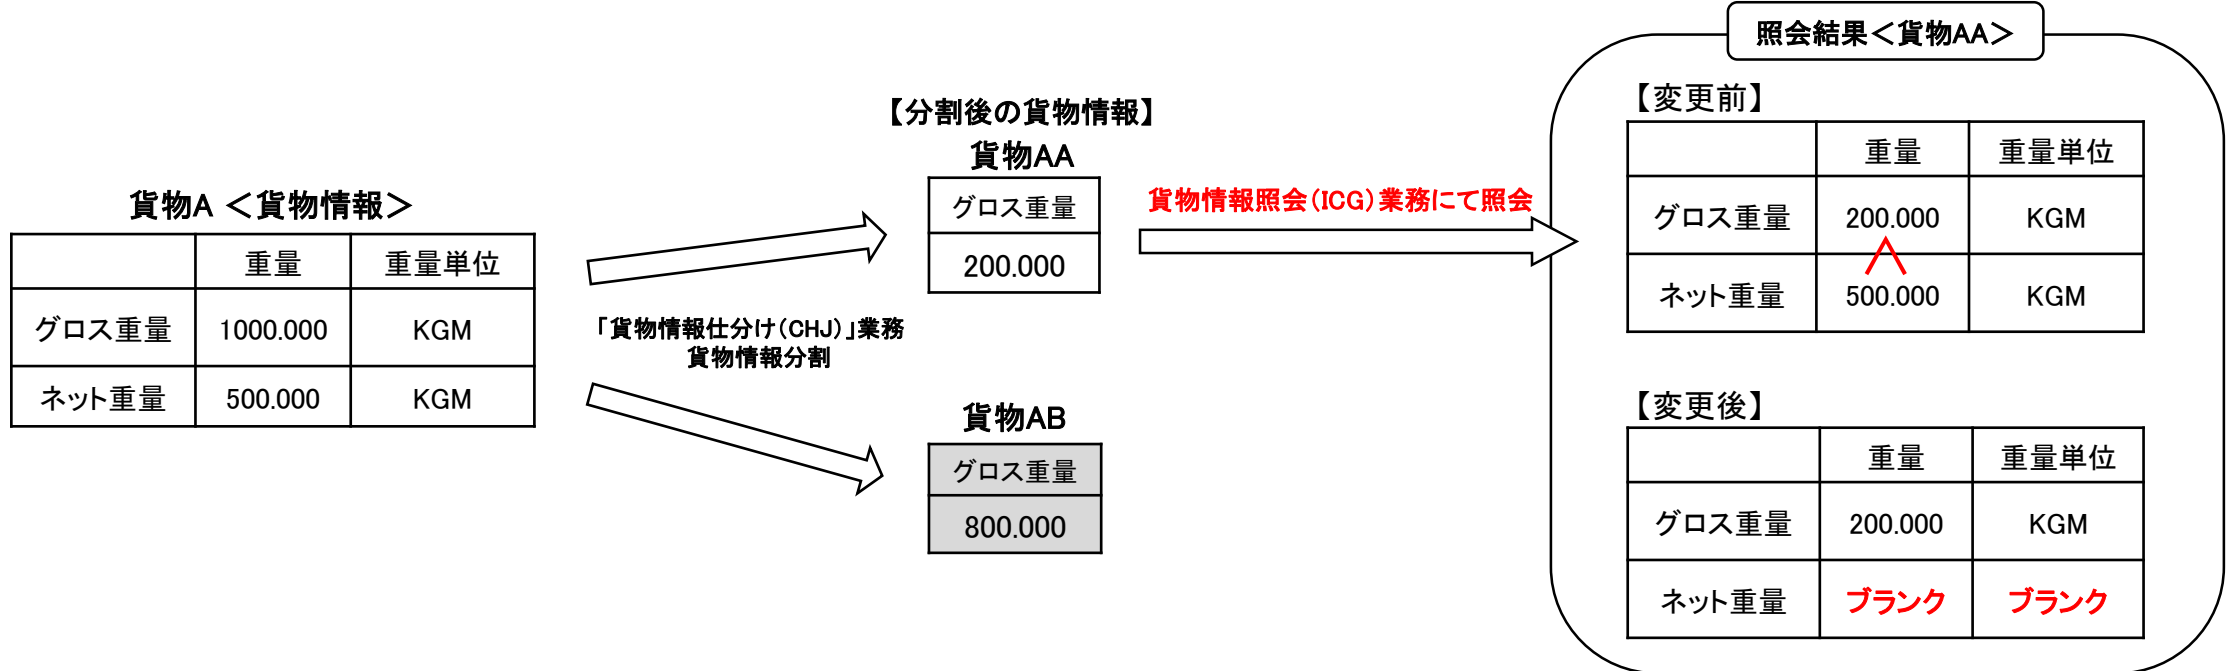 貨物A ＜貨物情報＞
重量 重量単位
グロス重量 1000.000 KGM
ネット重量 500.000 KGM
「貨物情報仕分け（CHJ）」業務
貨物情報分割
【分割後の貨物情報】
貨物AA
グロス重量
200.000
貨物AB
グロス重量
800.000
貨物情報照会（ICG）業務にて照会
照会結果＜貨物AA＞
【変更前】
重量 重量単位
グロス重量 200.000 KGM
ネット重量 500.000 KGM
【変更後】
重量 重量単位
グロス重量 200.000 KGM
ネット重量 ブランク ブランク